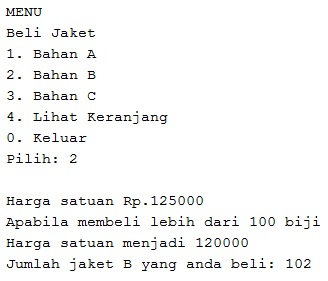 MENU
Beli Jaket
1. Bahan A
2. Bahan B
3. Bahan C
4. Lihat Keranjang
0. Keluar
Pilih: 2
Harga satuan Rp.125000
Apabila membeli lebih dari 100 biji
Harga satuan menjadi 120000
Jumlah jaket B yang anda beli: 102